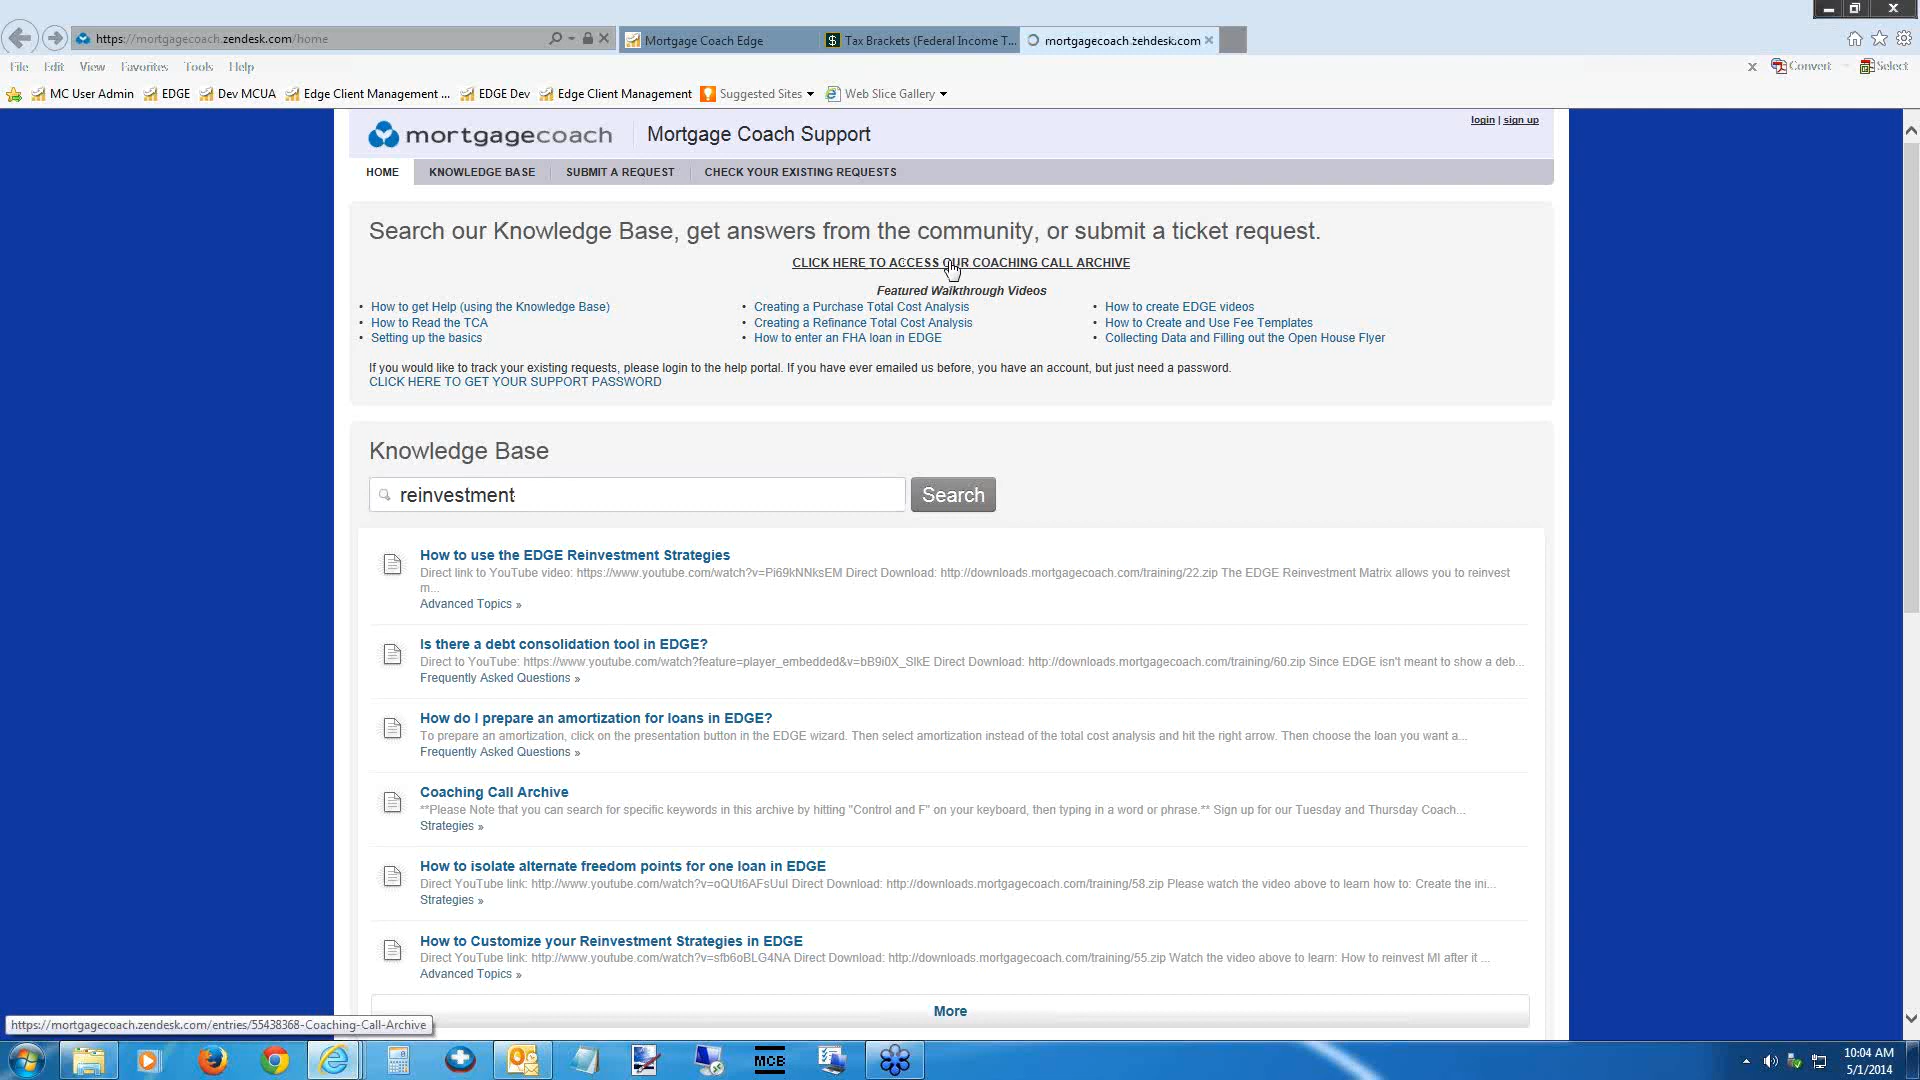 https://mortgagecoach.zendesk.com/home
Mortgage Coach Edge
Tax Brackets (Federal Income T...
mortgagecoach.zendesk.com
File Edit View Favorites Tools Help
Convert
Select
MC User Admin
EDGE
Dev MCUA
Edge Client Management ...
EDGE Dev
Edge Client Management
Suggested Sites
Web Slice Gallery
mortgagecoach
Mortgage Coach Support
login | sign up
HOME
KNOWLEDGE BASE
SUBMIT A REQUEST
CHECK YOUR EXISTING REQUESTS
Search our Knowledge Base, get answers from the community, or submit a ticket request.
CLICK HERE TO ACCESS OUR COACHING CALL ARCHIVE
Featured Walkthrough Videos
• How to get Help (using the Knowledge Base)
• How to Read the TCA
• Setting up the basics
• Creating a Purchase Total Cost Analysis
• Creating a Refinance Total Cost Analysis
• How to enter an FHA loan in EDGE
• How to create EDGE videos
• How to Create and Use Fee Templates
• Collecting Data and Filling out the Open House Flyer
If you would like to track your existing requests, please login to the help portal. If you have ever emailed us before, you have an account, but just need a password.
CLICK HERE TO GET YOUR SUPPORT PASSWORD
Knowledge Base
reinvestment
Search
How to use the EDGE Reinvestment Strategies
Direct link to YouTube video: https://www.youtube.com/watch?v=Pi69kNNksEM Direct Download: http://downloads.mortgagecoach.com/training/22.zip The EDGE Reinvestment Matrix allows you to reinvest
m...
Advanced Topics »
Is there a debt consolidation tool in EDGE?
Direct to YouTube: https://www.youtube.com/watch?feature=player_embedded&v=bB9i0X_SlkE Direct Download: http://downloads.mortgagecoach.com/training/60.zip Since EDGE isn't meant to show a deb...
Frequently Asked Questions »
How do I prepare an amortization for loans in EDGE?
To prepare an amortization, click on the presentation button in the EDGE wizard. Then select amortization instead of the total cost analysis and hit the right arrow. Then choose the loan you want a...
Frequently Asked Questions »
Coaching Call Archive
**Please Note that you can search for specific keywords in this archive by hitting "Control and F" on your keyboard, then typing in a word or phrase.** Sign up for our Tuesday and Thursday Coach...
Strategies »
How to isolate alternate freedom points for one loan in EDGE
Direct YouTube link: http://www.youtube.com/watch?v=oQUt6AFsUuI Direct Download: http://downloads.mortgagecoach.com/training/58.zip Please watch the video above to learn how to: Create the ini...
Strategies »
How to Customize your Reinvestment Strategies in EDGE
Direct YouTube link: http://www.youtube.com/watch?v=sfb6oBLG4NA Direct Download: http://downloads.mortgagecoach.com/training/55.zip Watch the video above to learn: How to reinvest MI after it ...
Advanced Topics »
More
https://mortgagecoach.zendesk.com/entries/55438368-Coaching-Call-Archive
MCB
10:04 AM
5/1/2014